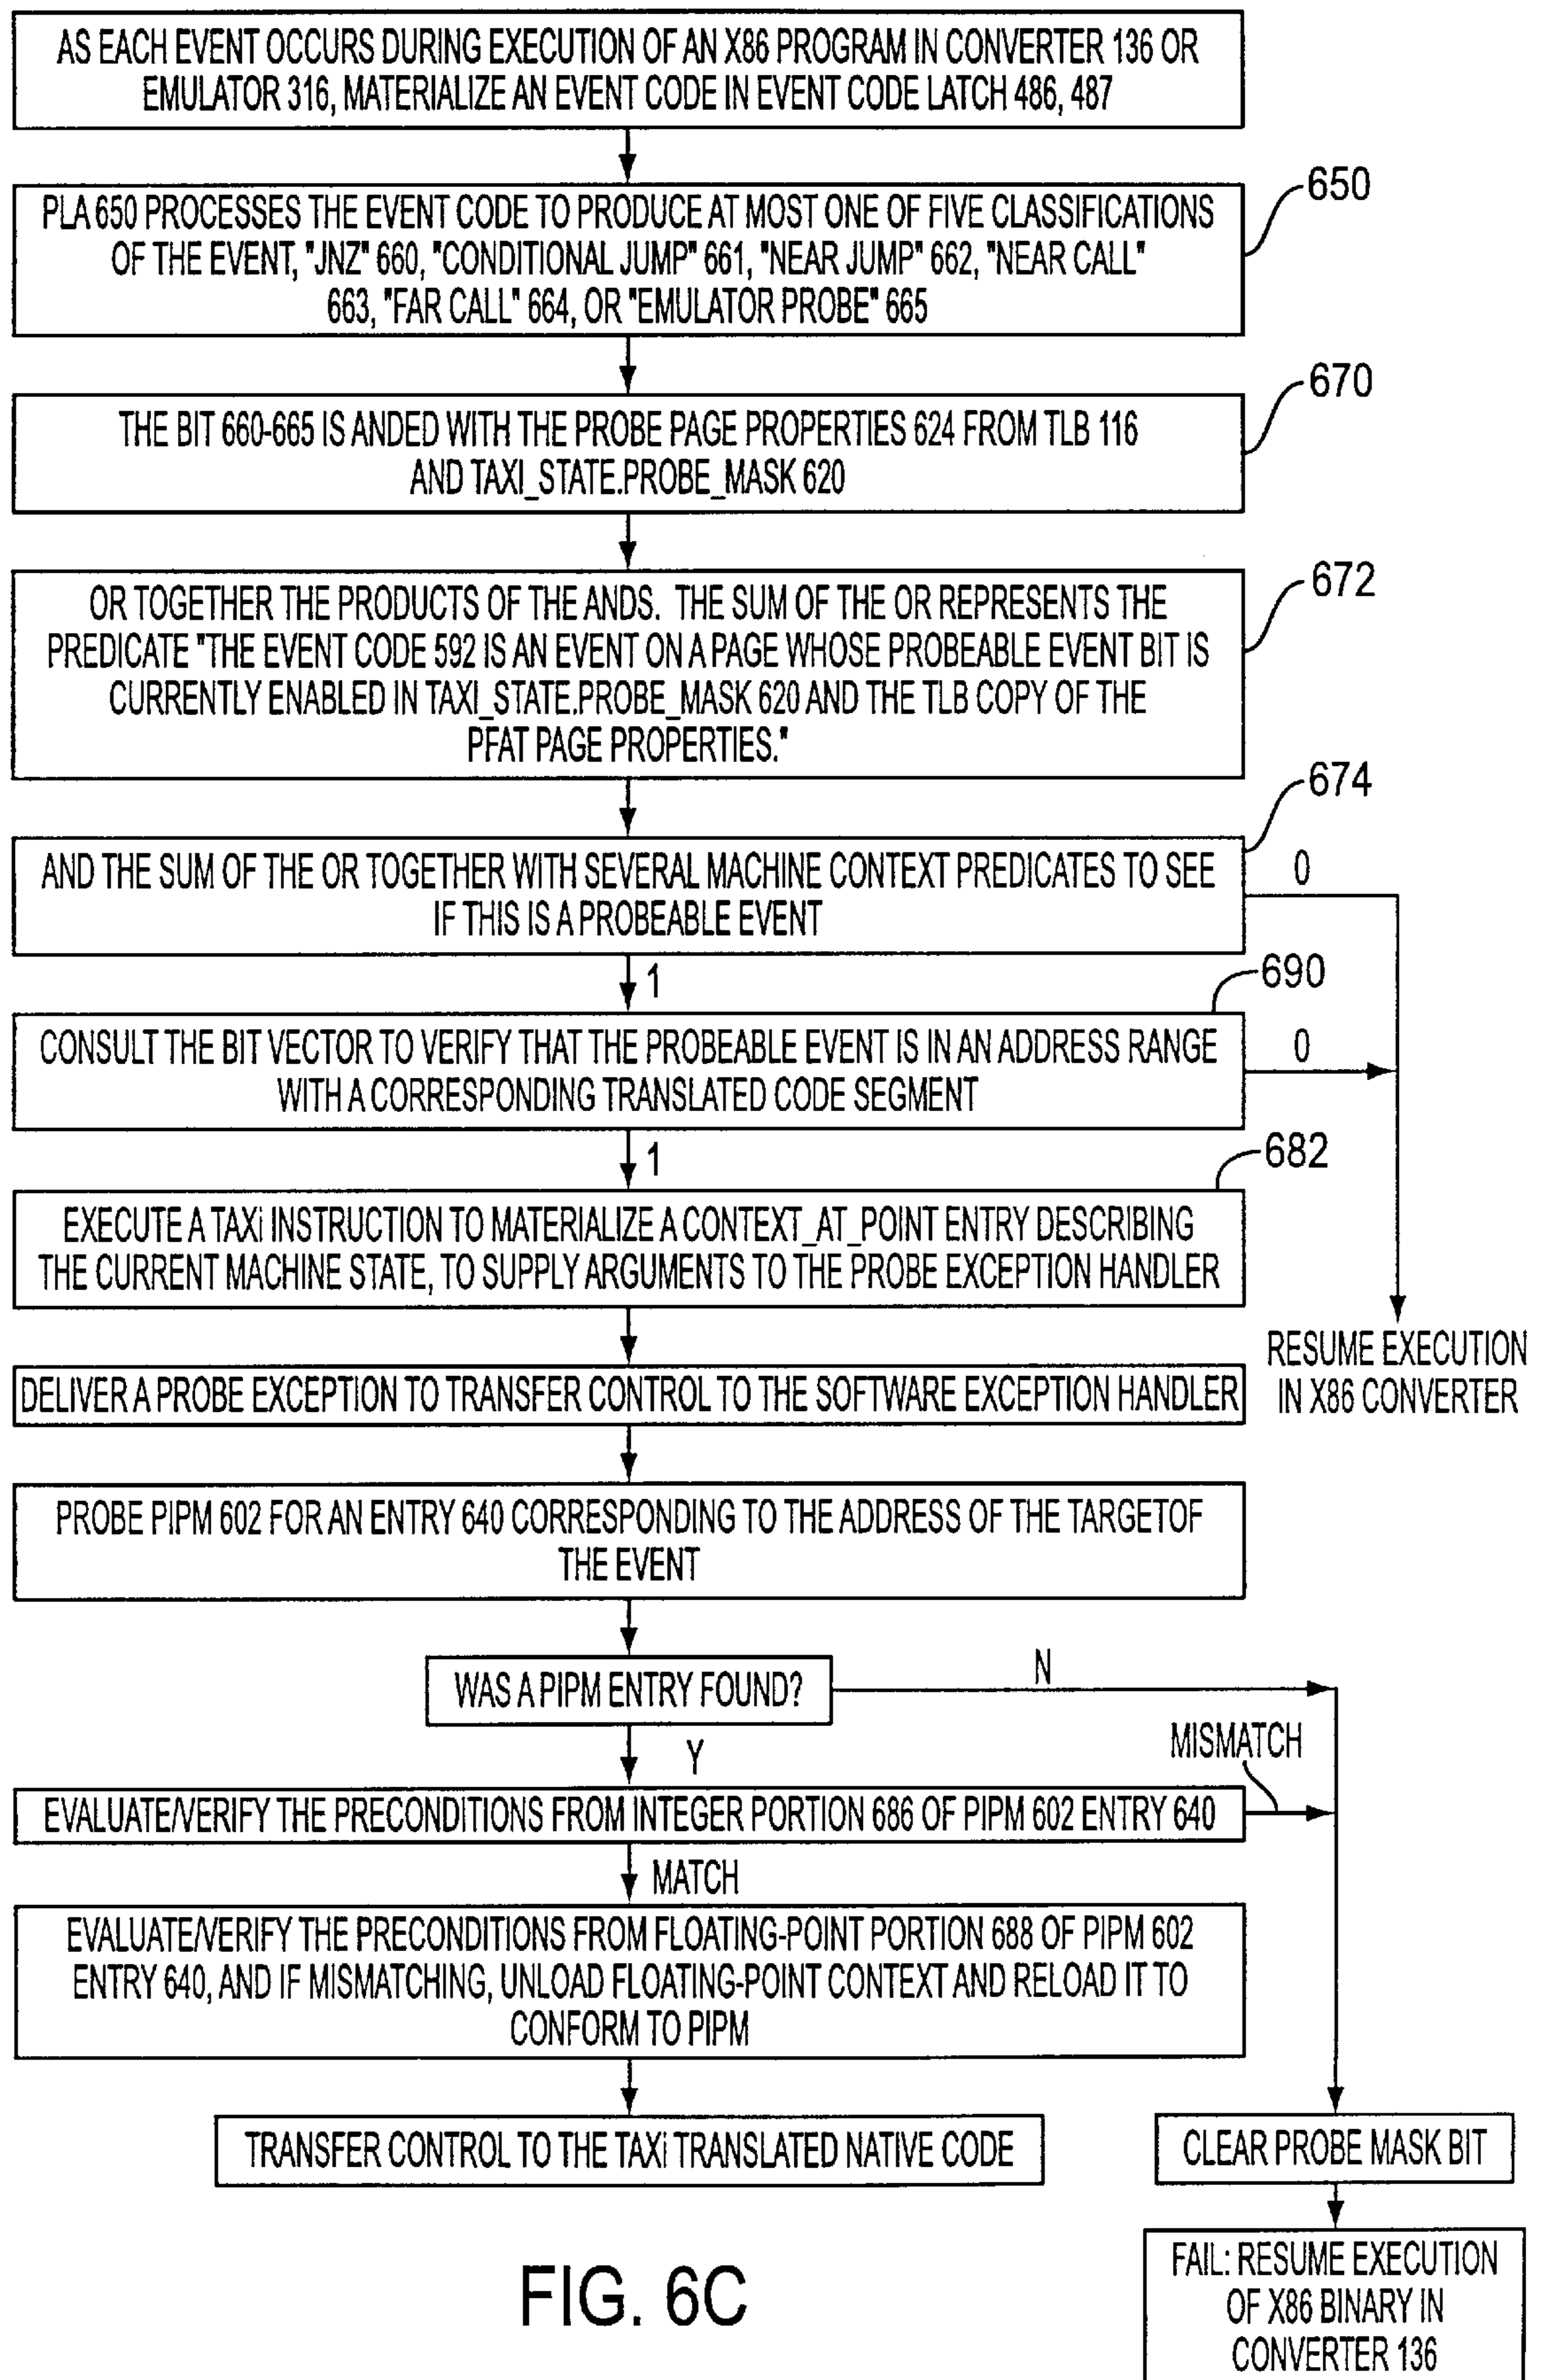 AS EACH EVENT OCCURS DURING EXECUTION OF AN X86 PROGRAM IN CONVERTER 136 OR
EMULATOR 316, MATERIALIZE AN EVENT CODE IN EVENT CODE LATCH 486, 487
650
PLA 650 PROCESSES THE EVENT CODE TO PRODUCE AT MOST ONE OF FIVE CLASSIFICATIONS
OF THE EVENT, "JNZ" 660, "CONDITIONAL JUMP" 661, "NEAR JUMP" 662, "NEAR CALL"
663, "FAR CALL" 664, OR "EMULATOR PROBE" 665
670
THE BIT 660-665 IS ANDED WITH THE PROBE PAGE PROPERTIES 624 FROM TLB 116
AND TAXI_STATE.PROBE_MASK 620
672
OR TOGETHER THE PRODUCTS OF THE ANDS. THE SUM OF THE OR REPRESENTS THE
PREDICATE "THE EVENT CODE 592 IS AN EVENT ON A PAGE WHOSE PROBEABLE EVENT BIT IS
CURRENTLY ENABLED IN TAXI_STATE.PROBE_MASK 620 AND THE TLB COPY OF THE
PFAT PAGE PROPERTIES."
674
AND THE SUM OF THE OR TOGETHER WITH SEVERAL MACHINE CONTEXT PREDICATES TO SEE
IF THIS IS A PROBEABLE EVENT
0
1
690
CONSULT THE BIT VECTOR TO VERIFY THAT THE PROBEABLE EVENT IS IN AN ADDRESS RANGE
WITH A CORRESPONDING TRANSLATED CODE SEGMENT
0
1
682
EXECUTE A TAXi INSTRUCTION TO MATERIALIZE A CONTEXT_AT_POINT ENTRY DESCRIBING
THE CURRENT MACHINE STATE, TO SUPPLY ARGUMENTS TO THE PROBE EXCEPTION HANDLER
RESUME EXECUTION
IN X86 CONVERTER
DELIVER A PROBE EXCEPTION TO TRANSFER CONTROL TO THE SOFTWARE EXCEPTION HANDLER
PROBE PIPM 602 FOR AN ENTRY 640 CORRESPONDING TO THE ADDRESS OF THE TARGETOF
THE EVENT
WAS A PIPM ENTRY FOUND?
N
Y
MISMATCH
EVALUATE/VERIFY THE PRECONDITIONS FROM INTEGER PORTION 686 OF PIPM 602 ENTRY 640
MATCH
EVALUATE/VERIFY THE PRECONDITIONS FROM FLOATING-POINT PORTION 688 OF PIPM 602
ENTRY 640, AND IF MISMATCHING, UNLOAD FLOATING-POINT CONTEXT AND RELOAD IT TO
CONFORM TO PIPM
TRANSFER CONTROL TO THE TAXi TRANSLATED NATIVE CODE
CLEAR PROBE MASK BIT
FAIL: RESUME EXECUTION
OF X86 BINARY IN
CONVERTER 136
FIG. 6C